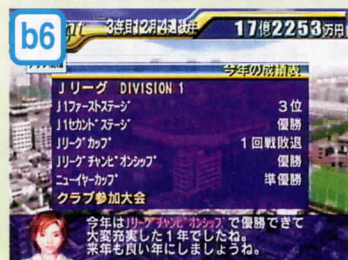 b6
3年目12月4週
17億2253万円
今年の成績表
Jリーグ DIVISION 1
J1ファーストステージ 3位
J1セカンドステージ 優勝
Jリーグカップ 1回戦敗退
Jリーグチャンピオンシップ 優勝
ニューイヤーカップ 準優勝
クラブ参加大会
今年はJリーグチャンピオンシップで優勝できて
大変充実した1年でしたね。
来年も良い年にしましょうね。